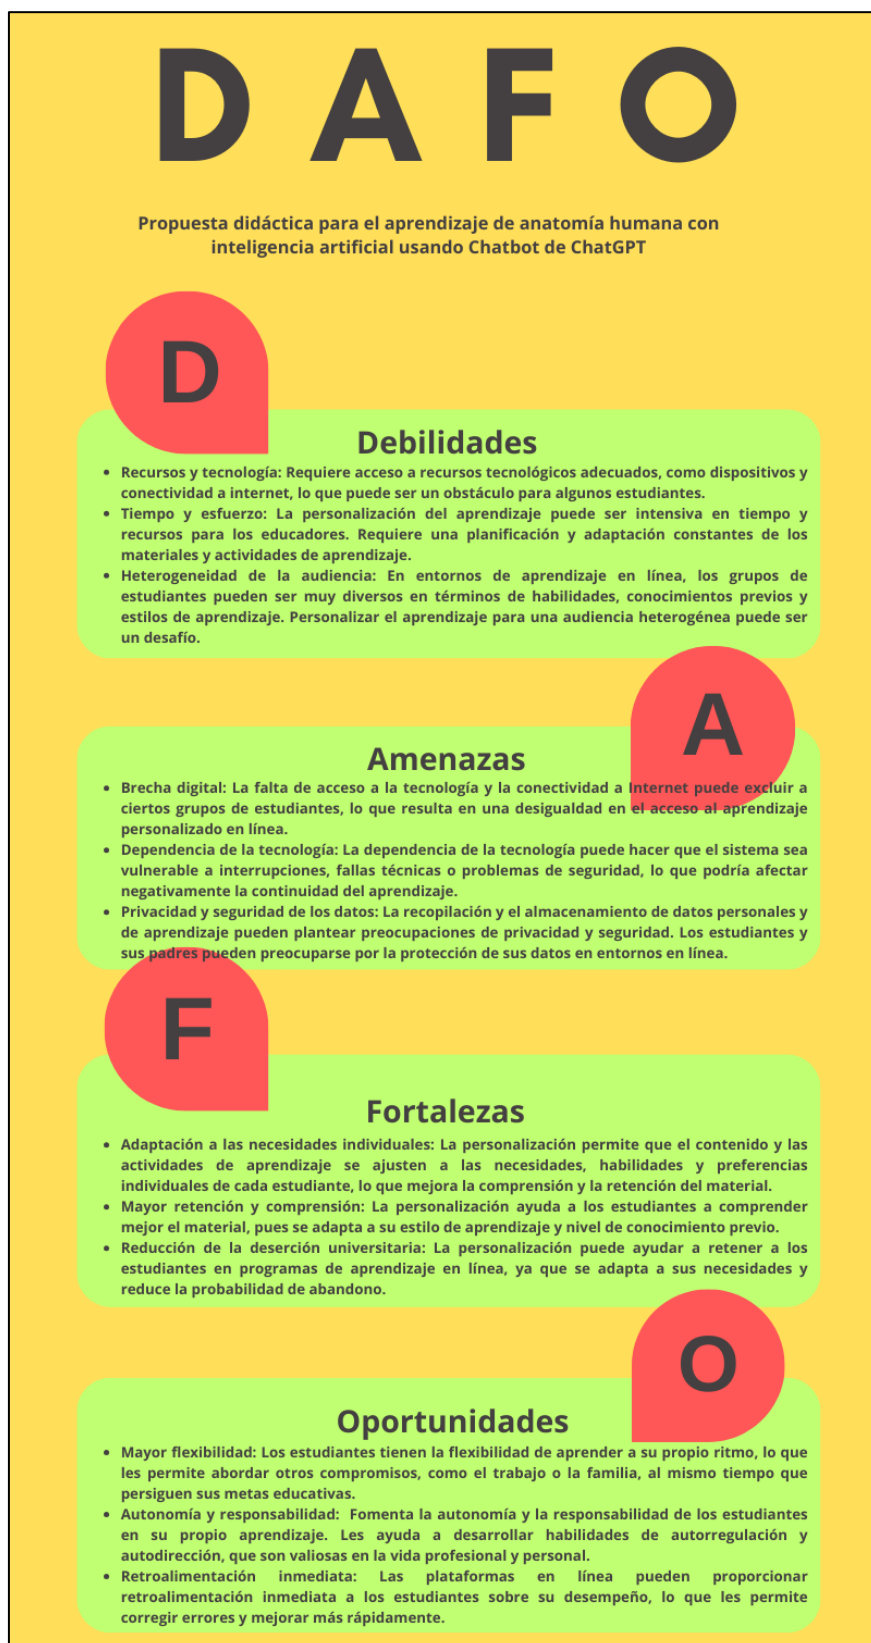 D A F O
Propuesta didáctica para el aprendizaje de anatomía humana con
inteligencia artificial usando Chatbot de ChatGPT
D
Debilidades
• Recursos y tecnología: Requiere acceso a recursos tecnológicos adecuados, como dispositivos y
conectividad a internet, lo que puede ser un obstáculo para algunos estudiantes.
• Tiempo y esfuerzo: La personalización del aprendizaje puede ser intensiva en tiempo y
recursos para los educadores. Requiere una planificación y adaptación constantes de los
materiales y actividades de aprendizaje.
• Heterogeneidad de la audiencia: En entornos de aprendizaje en línea, los grupos de
estudiantes pueden ser muy diversos en términos de habilidades, conocimientos previos y
estilos de aprendizaje. Personalizar el aprendizaje para una audiencia heterogénea puede ser
un desafío.
A
Amenazas
• Brecha digital: La falta de acceso a la tecnología y la conectividad a Internet puede excluir a
ciertos grupos de estudiantes, lo que resulta en una desigualdad en el acceso al aprendizaje
personalizado en línea.
• Dependencia de la tecnología: La dependencia de la tecnología puede hacer que el sistema sea
vulnerable a interrupciones, fallas técnicas o problemas de seguridad, lo que podría afectar
negativamente la continuidad del aprendizaje.
• Privacidad y seguridad de los datos: La recopilación y el almacenamiento de datos personales y
de aprendizaje pueden plantear preocupaciones de privacidad y seguridad. Los estudiantes y
sus padres pueden preocuparse por la protección de sus datos en entornos en línea.
F
Fortalezas
• Adaptación a las necesidades individuales: La personalización permite que el contenido y las
actividades de aprendizaje se ajusten a las necesidades, habilidades y preferencias
individuales de cada estudiante, lo que mejora la comprensión y la retención del material.
• Mayor retención y comprensión: La personalización ayuda a los estudiantes a comprender
mejor el material, pues se adapta a su estilo de aprendizaje y nivel de conocimiento previo.
• Reducción de la deserción universitaria: La personalización puede ayudar a retener a los
estudiantes en programas de aprendizaje en línea, ya que se adapta a sus necesidades y
reduce la probabilidad de abandono.
O
Oportunidades
• Mayor flexibilidad: Los estudiantes tienen la flexibilidad de aprender a su propio ritmo, lo que
les permite abordar otros compromisos, como el trabajo o la familia, al mismo tiempo que
persiguen sus metas educativas.
• Autonomía y responsabilidad: Fomenta la autonomía y la responsabilidad de los estudiantes
en su propio aprendizaje. Les ayuda a desarrollar habilidades de autorregulación y
autodirección, que son valiosas en la vida profesional y personal.
• Retroalimentación inmediata: Las plataformas en línea pueden proporcionar
retroalimentación inmediata a los estudiantes sobre su desempeño, lo que les permite
corregir errores y mejorar más rápidamente.